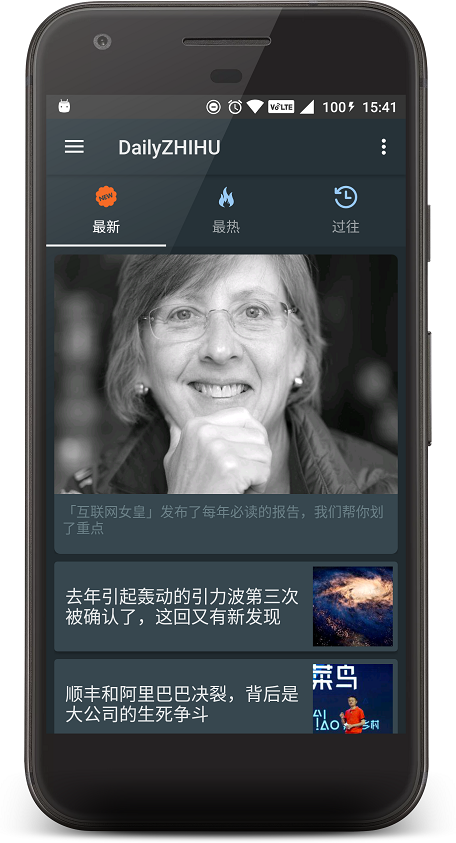 VoLTE 100 15:41
DailyZHIHU
NEW
最新 最热 过往
「互联网女皇」发布了每年必读的报告，我们帮你划
了重点
去年引起轰动的引力波第三次
被确认了，这回又有新发现
菜鸟
顺丰和阿里巴巴决裂，背后是
大公司的生死争斗